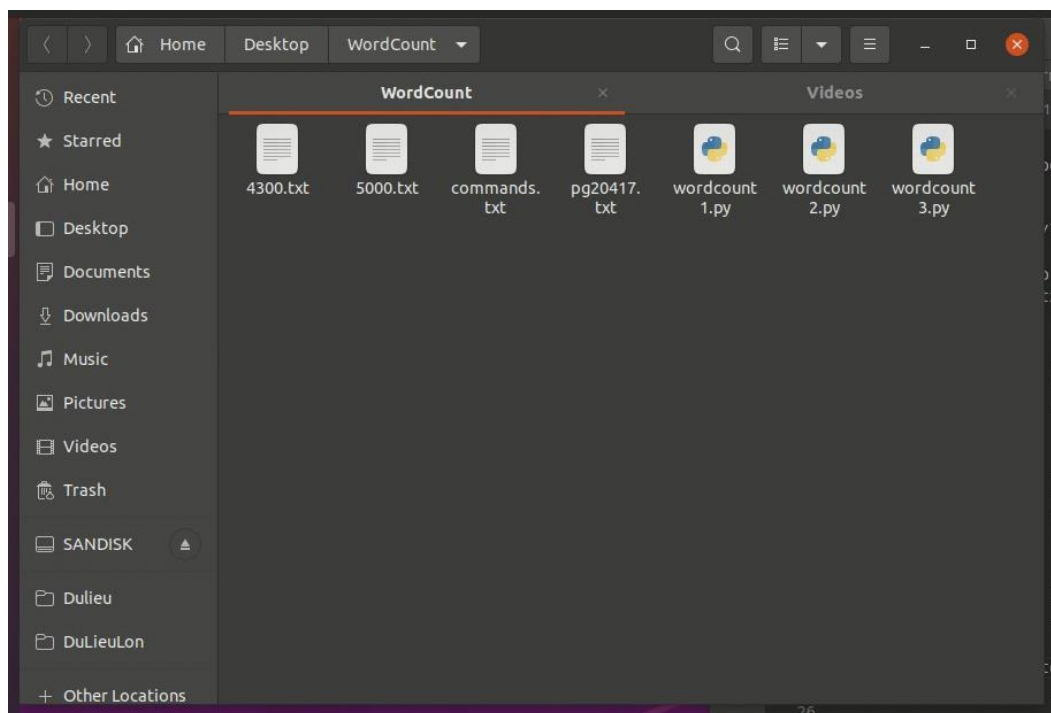 Home Desktop WordCount
Recent
Starred
Home
Desktop
Documents
Downloads
Music
Pictures
Videos
Trash
SANDISK
Dulieu
DuLieuLon
Other Locations
WordCount Videos
4300.txt 5000.txt commands. pg20417. wordcount wordcount wordcount
txt txt 1.py 2.py 3.py
26